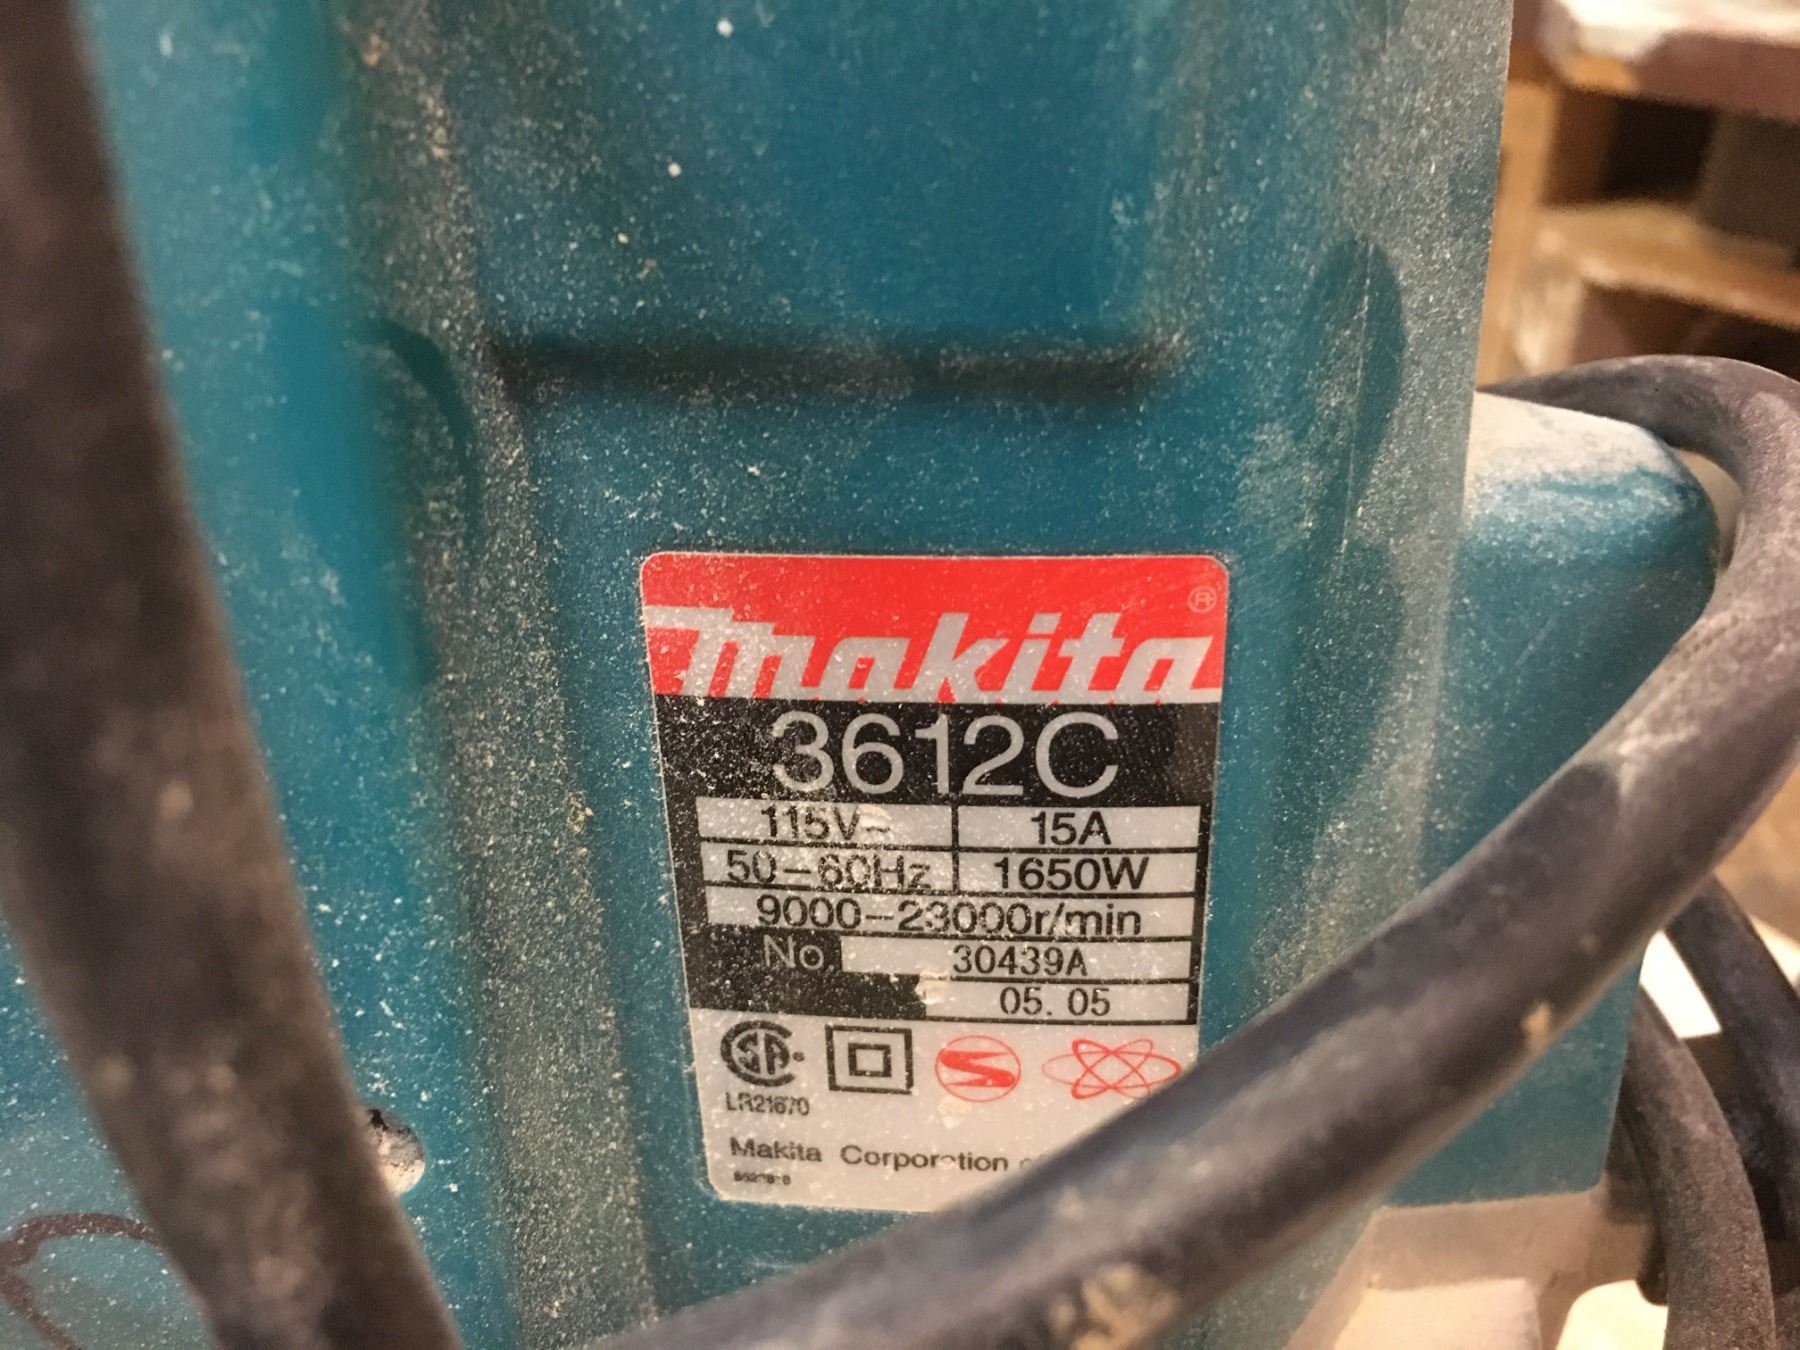 makita®
3612C
115V~ 15A
50–60Hz 1650W
9000–23000r/min
No. 30439A
05. 05
LR21670
Makita Corporation